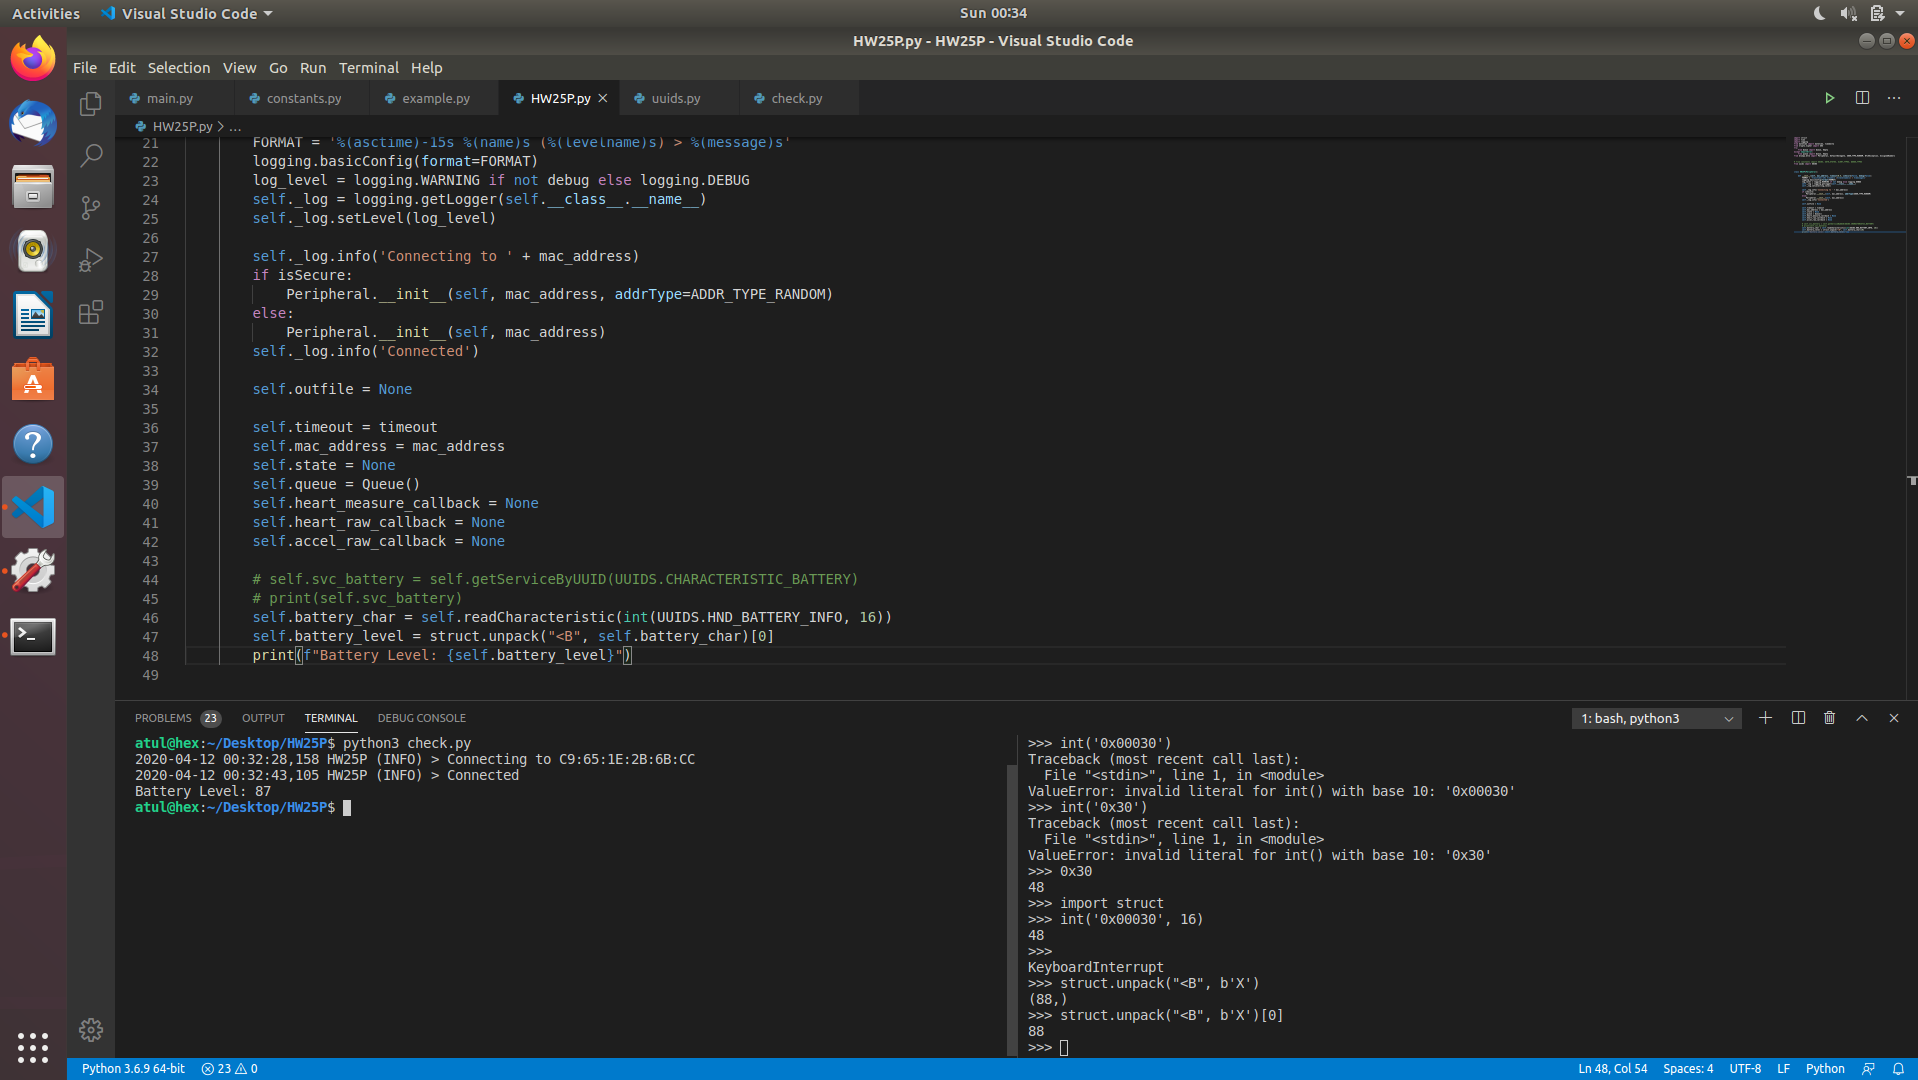 Activities Visual Studio Code Sun 00:34
HW25P.py - HW25P - Visual Studio Code
File Edit Selection View Go Run Terminal Help
main.py constants.py example.py HW25P.py uuids.py check.py
HW25P.py > ...
21 FORMAT = '%(asctime)-15s %(name)s (%(levelname)s) > %(message)s'
22 logging.basicConfig(format=FORMAT)
23 log_level = logging.WARNING if not debug else logging.DEBUG
24 self._log = logging.getLogger(self.__class__.__name__)
25 self._log.setLevel(log_level)
26
27 self._log.info('Connecting to ' + mac_address)
28 if isSecure:
29 Peripheral.__init__(self, mac_address, addrType=ADDR_TYPE_RANDOM)
30 else:
31 Peripheral.__init__(self, mac_address)
32 self._log.info('Connected')
33
34 self.outfile = None
35
36 self.timeout = timeout
37 self.mac_address = mac_address
38 self.state = None
39 self.queue = Queue()
40 self.heart_measure_callback = None
41 self.heart_raw_callback = None
42 self.accel_raw_callback = None
43
44 # self.svc_battery = self.getServiceByUUID(UUIDS.CHARACTERISTIC_BATTERY)
45 # print(self.svc_battery)
46 self.battery_char = self.readCharacteristic(int(UUIDS.HND_BATTERY_INFO, 16))
47 self.battery_level = struct.unpack("<B", self.battery_char)[0]
48 print(f"Battery Level: {self.battery_level}")
49
PROBLEMS 23 OUTPUT TERMINAL DEBUG CONSOLE 1: bash, python3
atul@hex:~/Desktop/HW25P$ python3 check.py
2020-04-12 00:32:28,158 HW25P (INFO) > Connecting to C9:65:1E:2B:6B:CC
2020-04-12 00:32:43,105 HW25P (INFO) > Connected
Battery Level: 87
atul@hex:~/Desktop/HW25P$
>>> int('0x00030')
Traceback (most recent call last):
File "<stdin>", line 1, in <module>
ValueError: invalid literal for int() with base 10: '0x00030'
>>> int('0x30')
Traceback (most recent call last):
File "<stdin>", line 1, in <module>
ValueError: invalid literal for int() with base 10: '0x30'
>>> 0x30
48
>>> import struct
>>> int('0x00030', 16)
48
>>>
KeyboardInterrupt
>>> struct.unpack("<B", b'X')
(88,)
>>> struct.unpack("<B", b'X')[0]
88
>>>
Python 3.6.9 64-bit 23 0 Ln 48, Col 54 Spaces: 4 UTF-8 LF Python